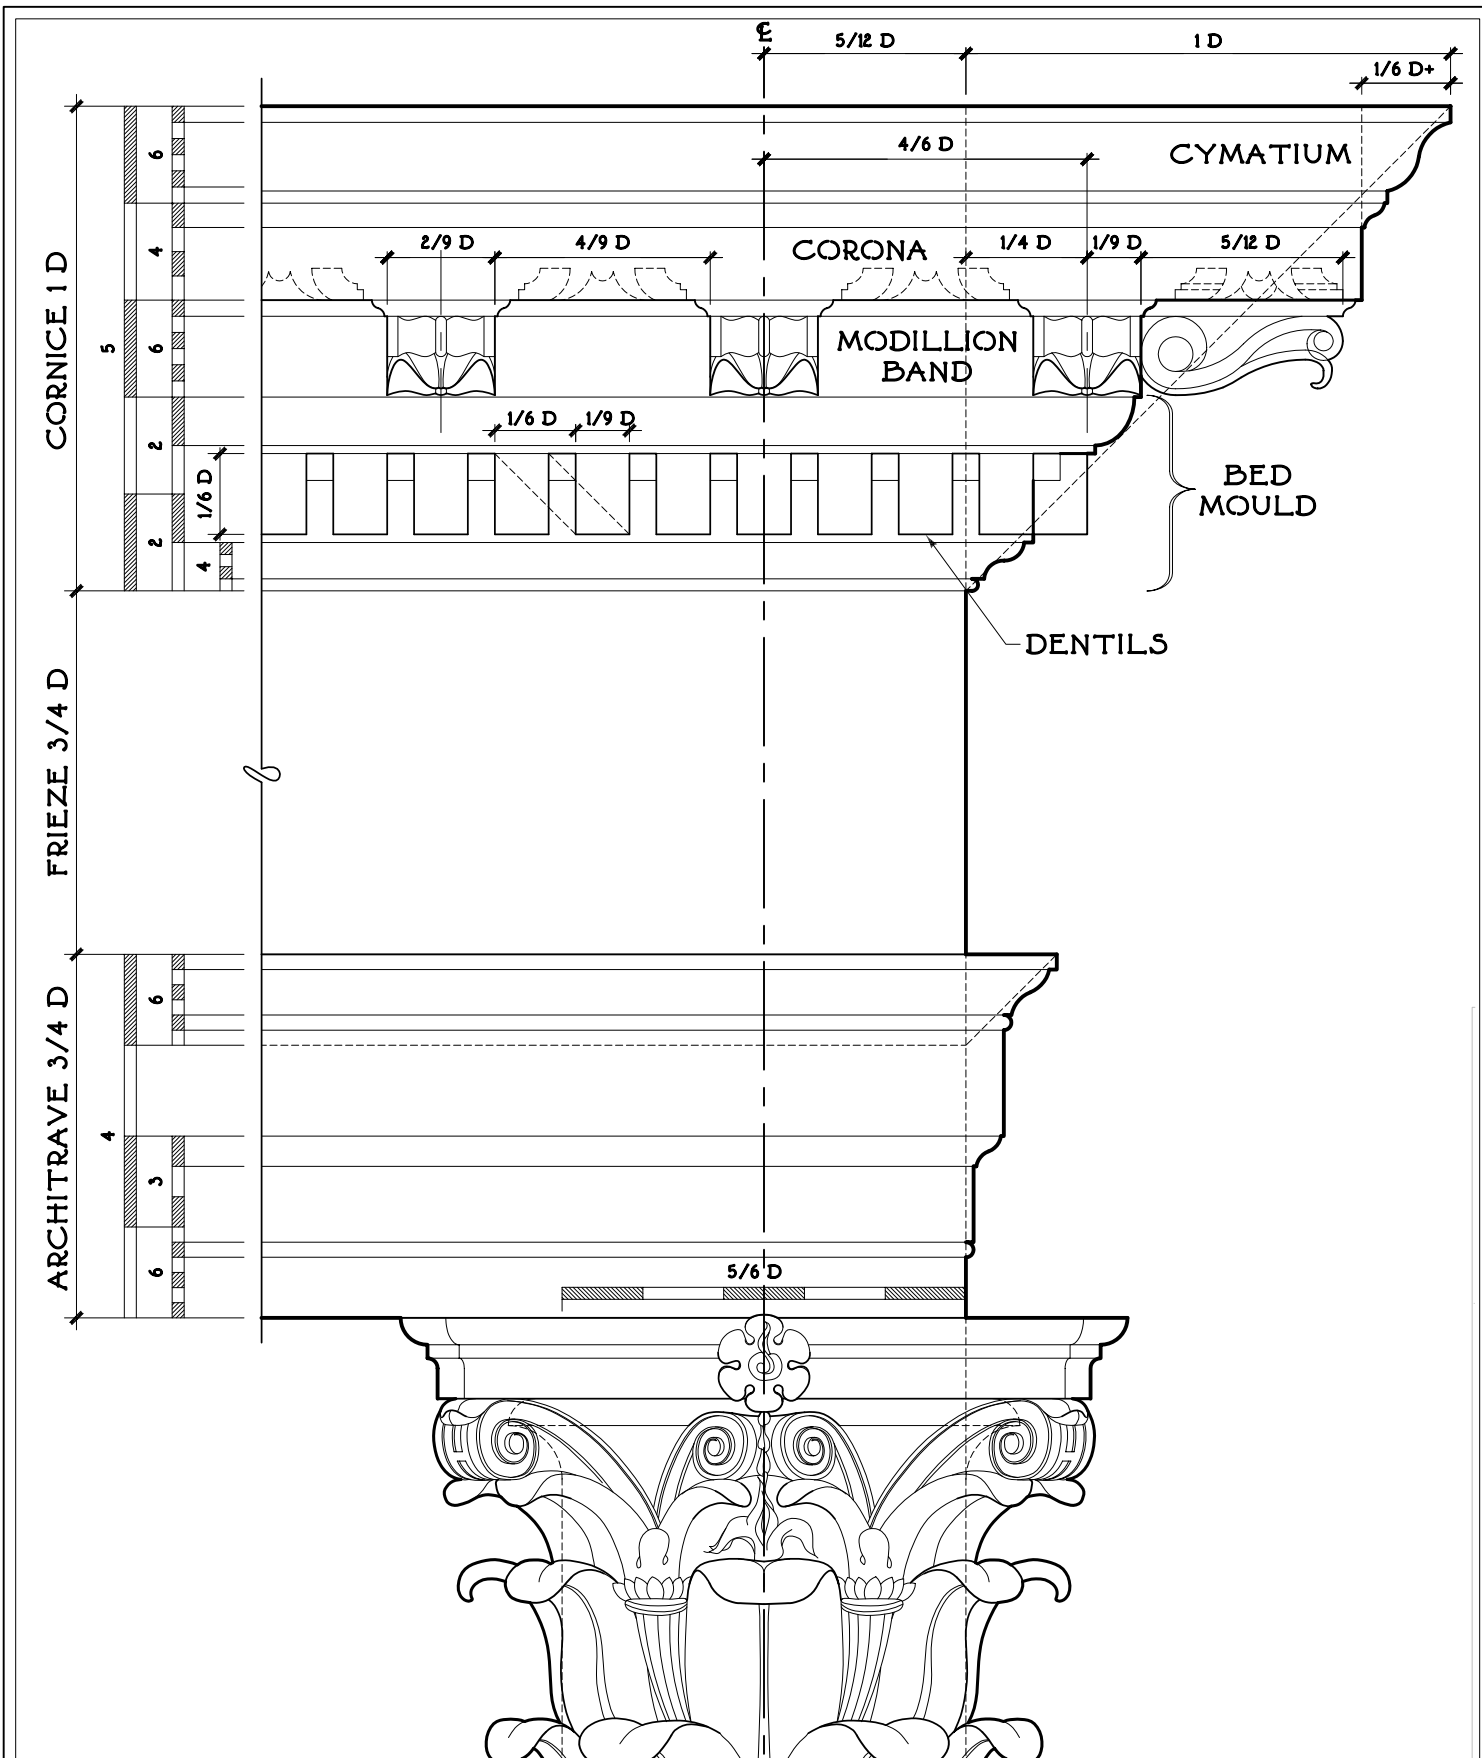 ℄
5/12 D
1 D
1/6 D+
4/6 D
CYMATIUM
2/9 D
4/9 D
CORONA
1/4 D
1/9 D
5/12 D
MODILLION
BAND
1/6 D
1/9 D
BED
MOULD
DENTILS
CORNICE 1 D
5
6
4
6
2
2
1/6 D
4
FRIEZE 3/4 D
ARCHITRAVE 3/4 D
4
6
3
6
5/6 D